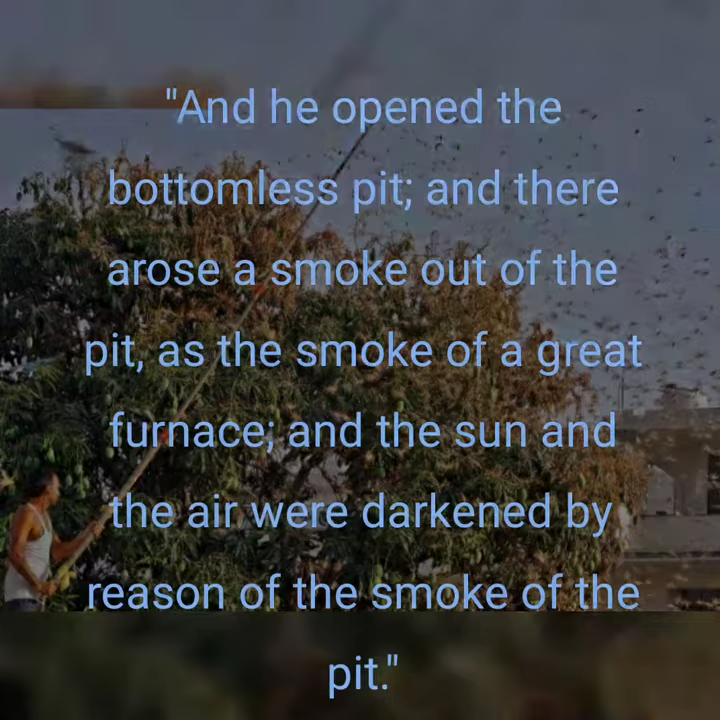 "And he opened the
bottomless pit; and there
arose a smoke out of the
pit, as the smoke of a great
furnace; and the sun and
the air were darkened by
reason of the smoke of the
pit."